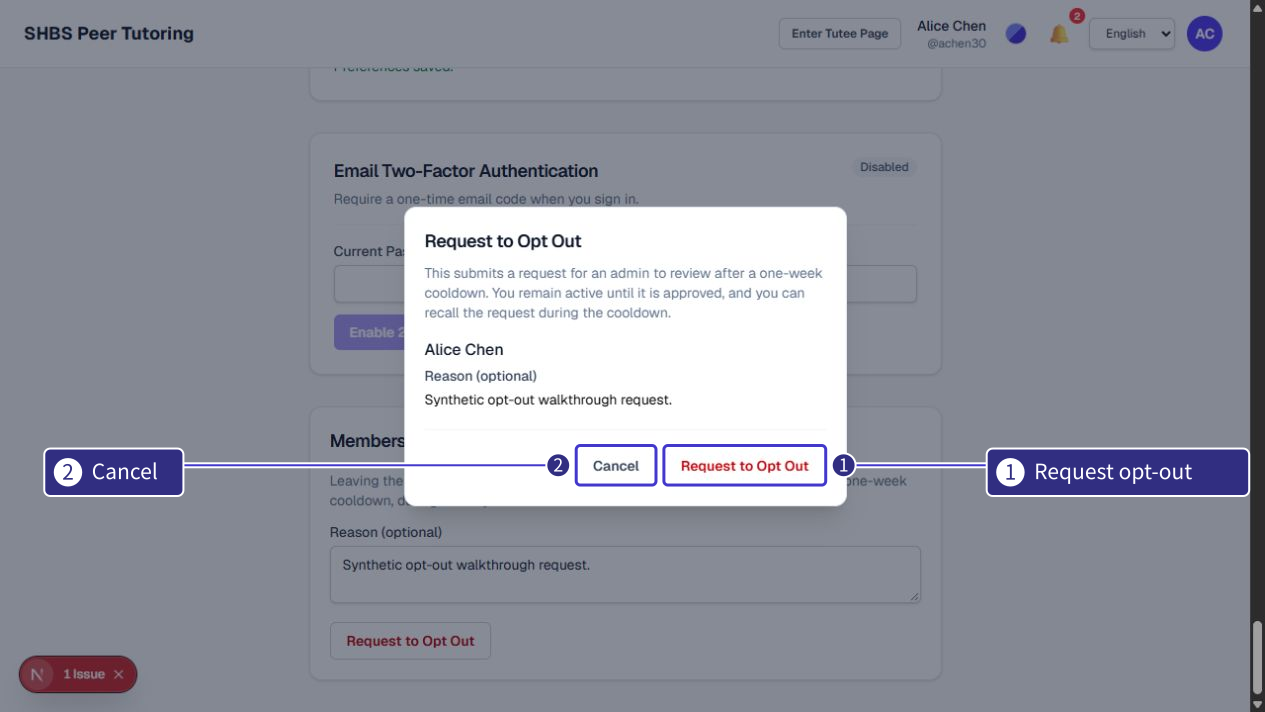 SHBS Peer Tutoring
Enter Tutee Page
Alice Chen
@achen30
2
English
AC
Preferences saved.
Email Two-Factor Authentication
Disabled
Require a one-time email code when you sign in.
Current
Enable
Request to Opt Out
This submits a request for an admin to review after a one-week
cooldown. You remain active until it is approved, and you can
recall the request during the cooldown.
Alice Chen
Reason (optional)
Synthetic opt-out walkthrough request.
2 Cancel
2
Cancel
Request to Opt Out
1
1 Request opt-out
Leaving the
one-week
cooldown,
Reason (optional)
Synthetic opt-out walkthrough request.
Request to Opt Out
N
1 Issue